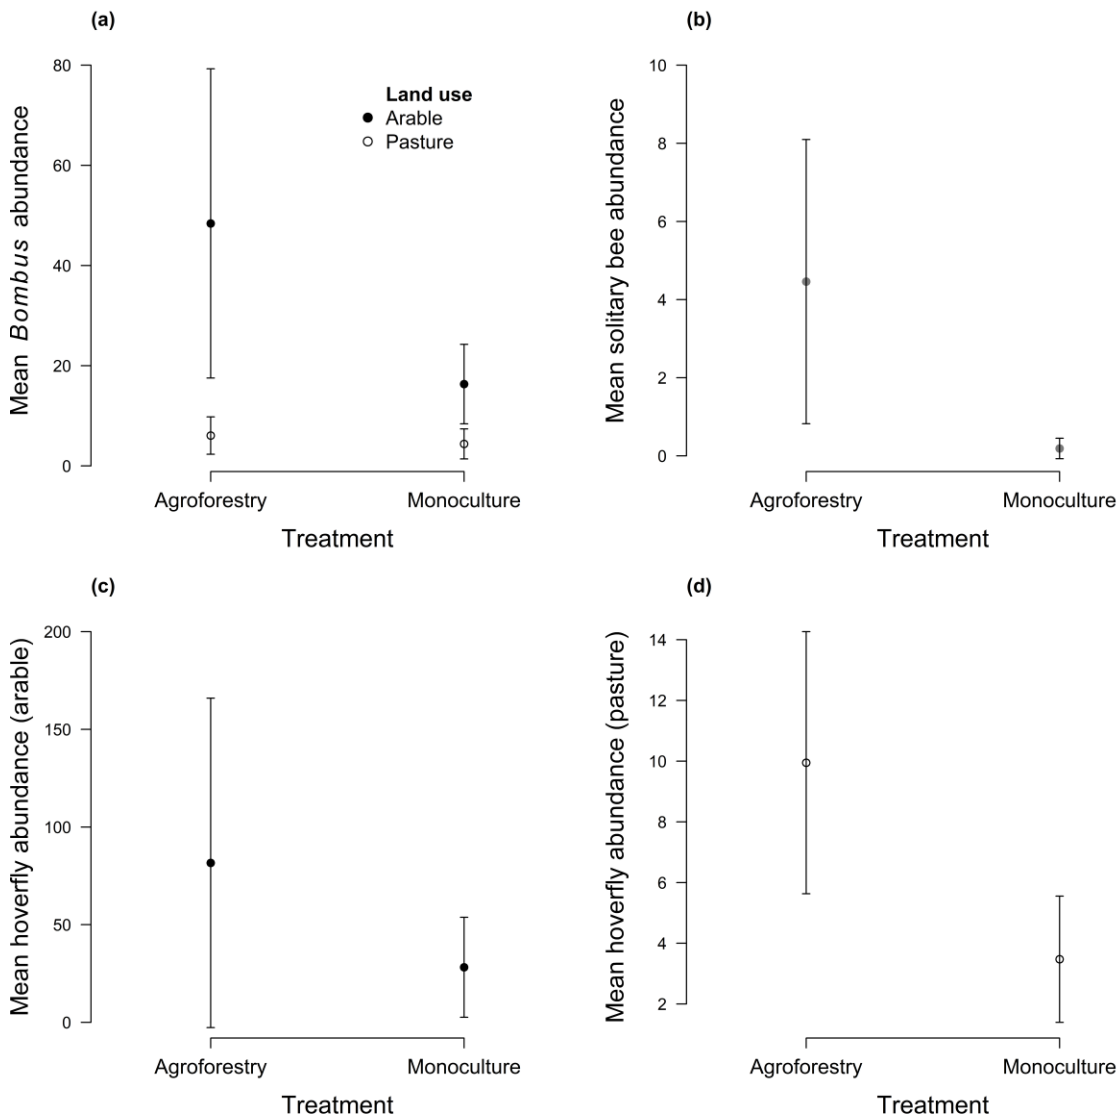 (a)
80
60
40
20
0
Mean Bombus abundance
Land use
Arable
Pasture
Agroforestry Monoculture
Treatment
(b)
10
8
6
4
2
0
Mean solitary bee abundance
Agroforestry Monoculture
Treatment
(c)
200
150
100
50
0
Mean hoverfly abundance (arable)
Agroforestry Monoculture
Treatment
(d)
14
12
10
8
6
4
2
Mean hoverfly abundance (pasture)
Agroforestry Monoculture
Treatment